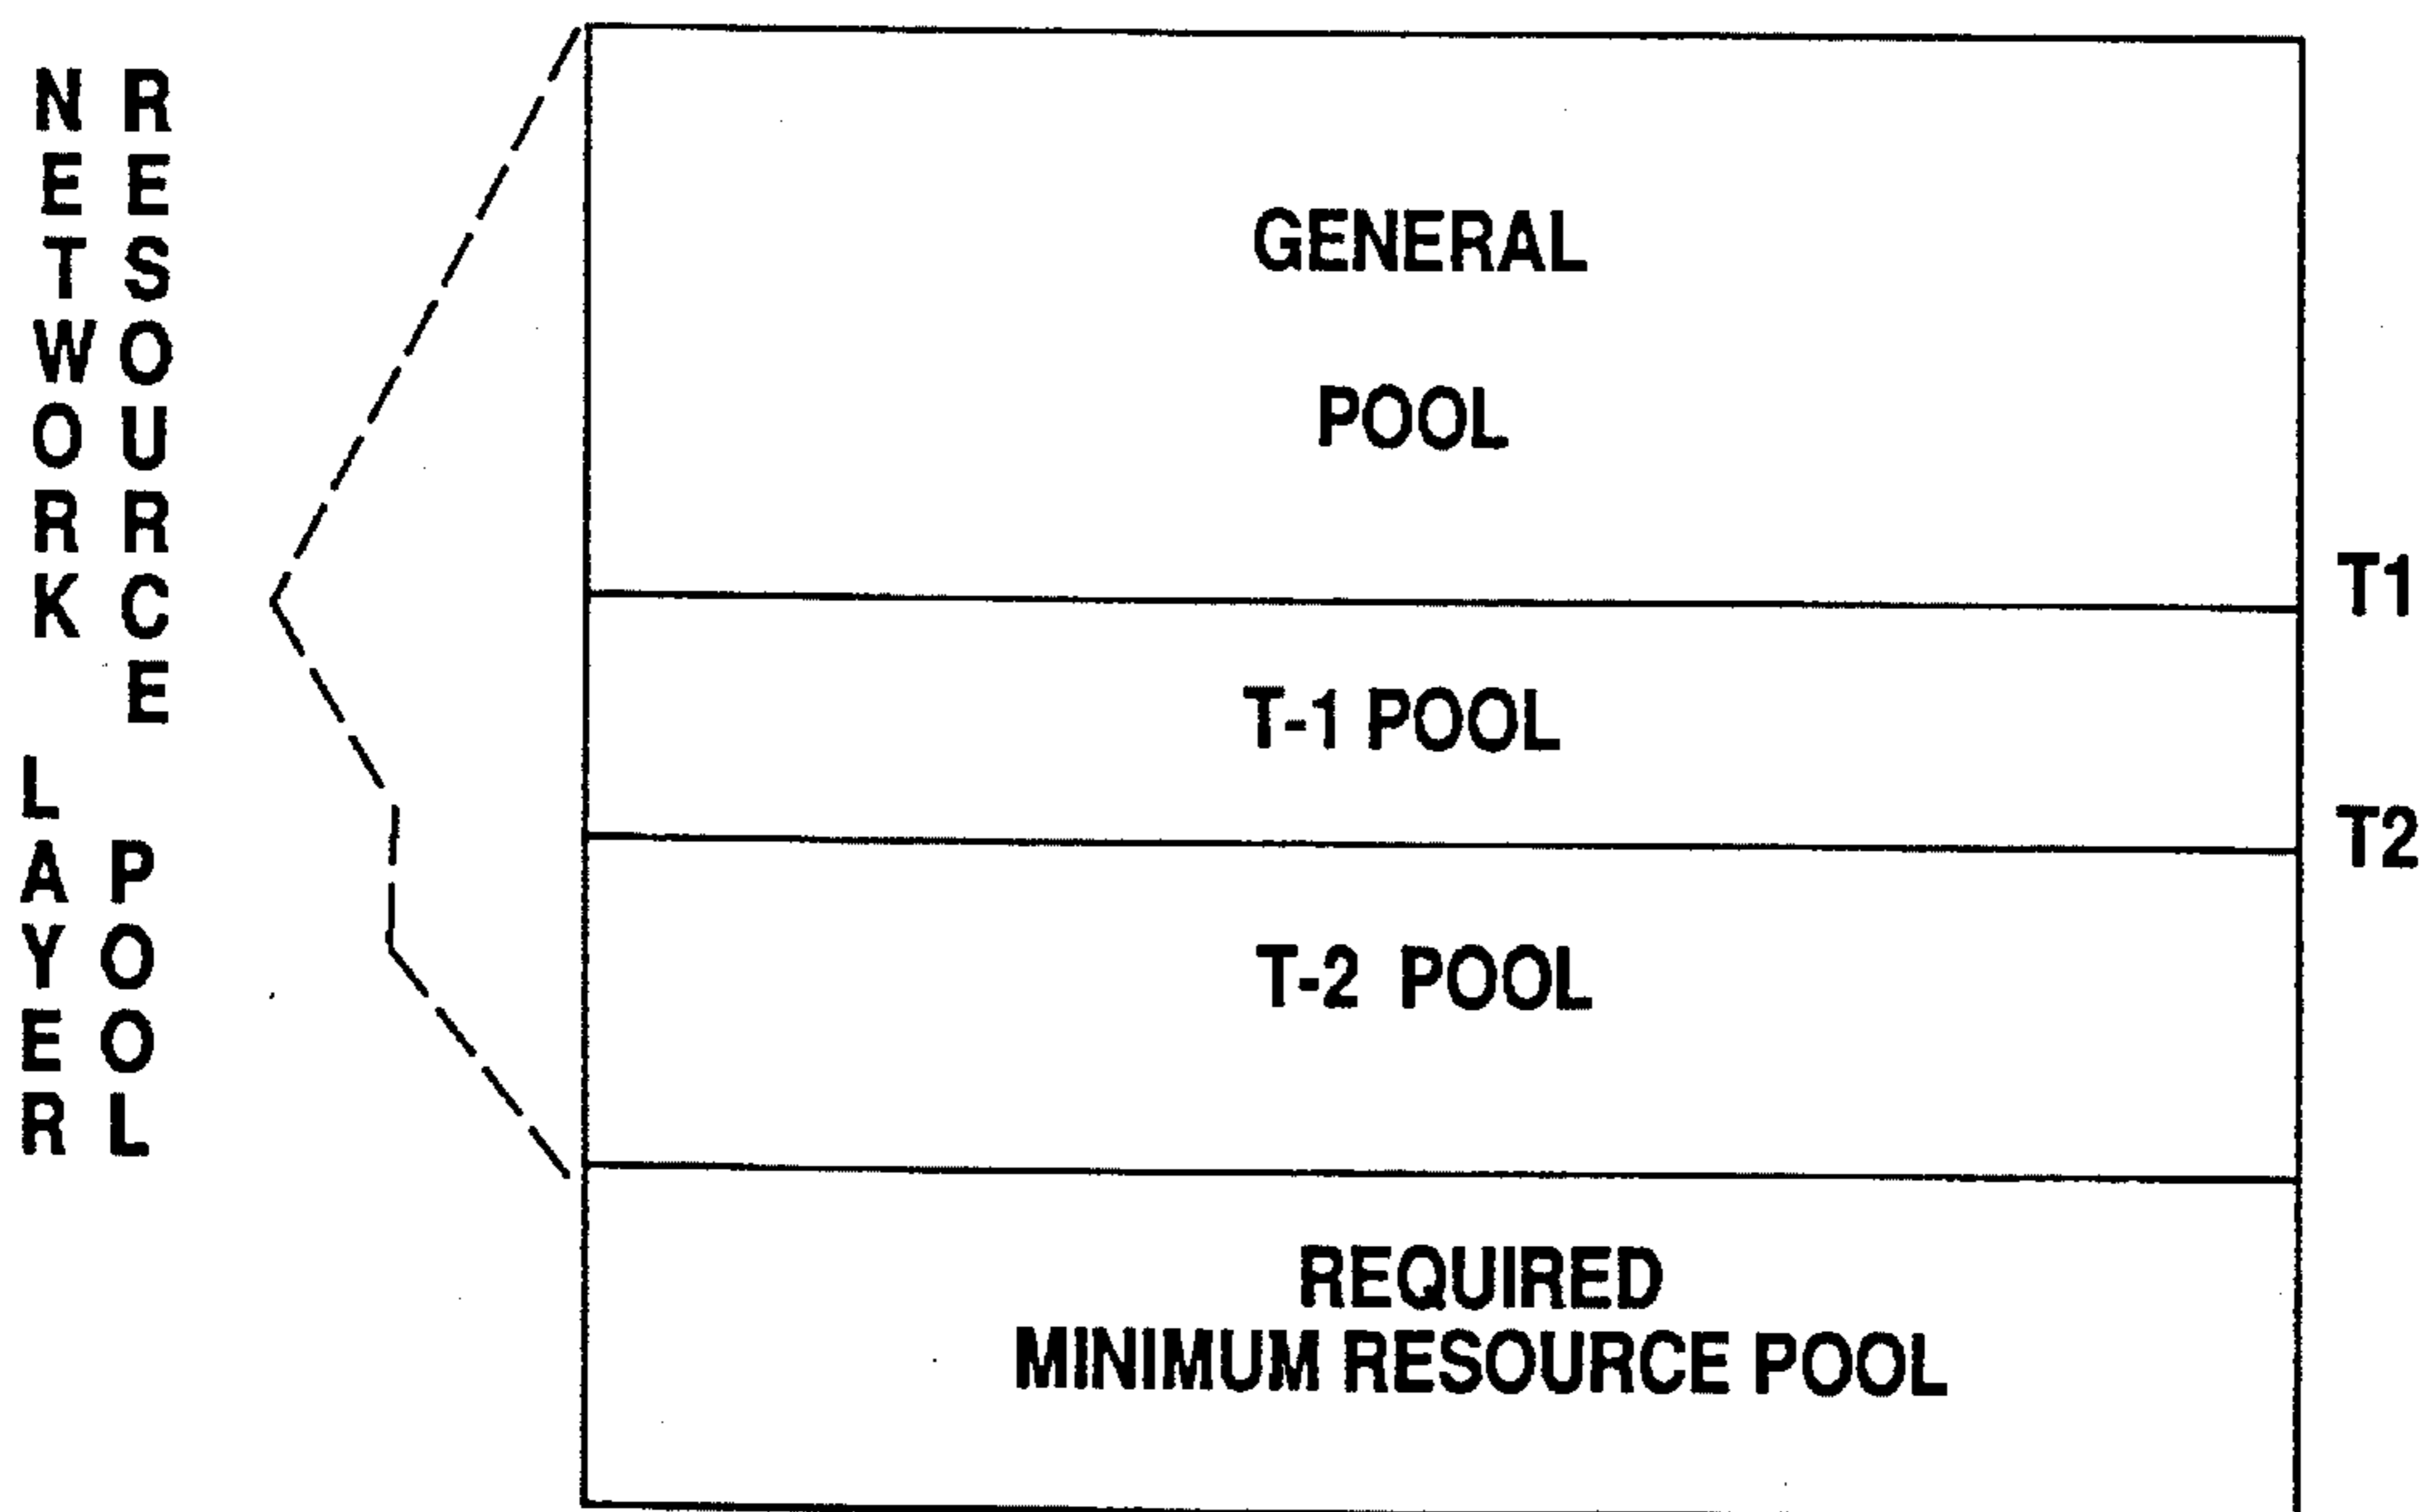 NETWORK LAYER
RESOURCE POOL
GENERAL
POOL
T1
T-1 POOL
T2
T-2 POOL
REQUIRED
MINIMUM RESOURCE POOL